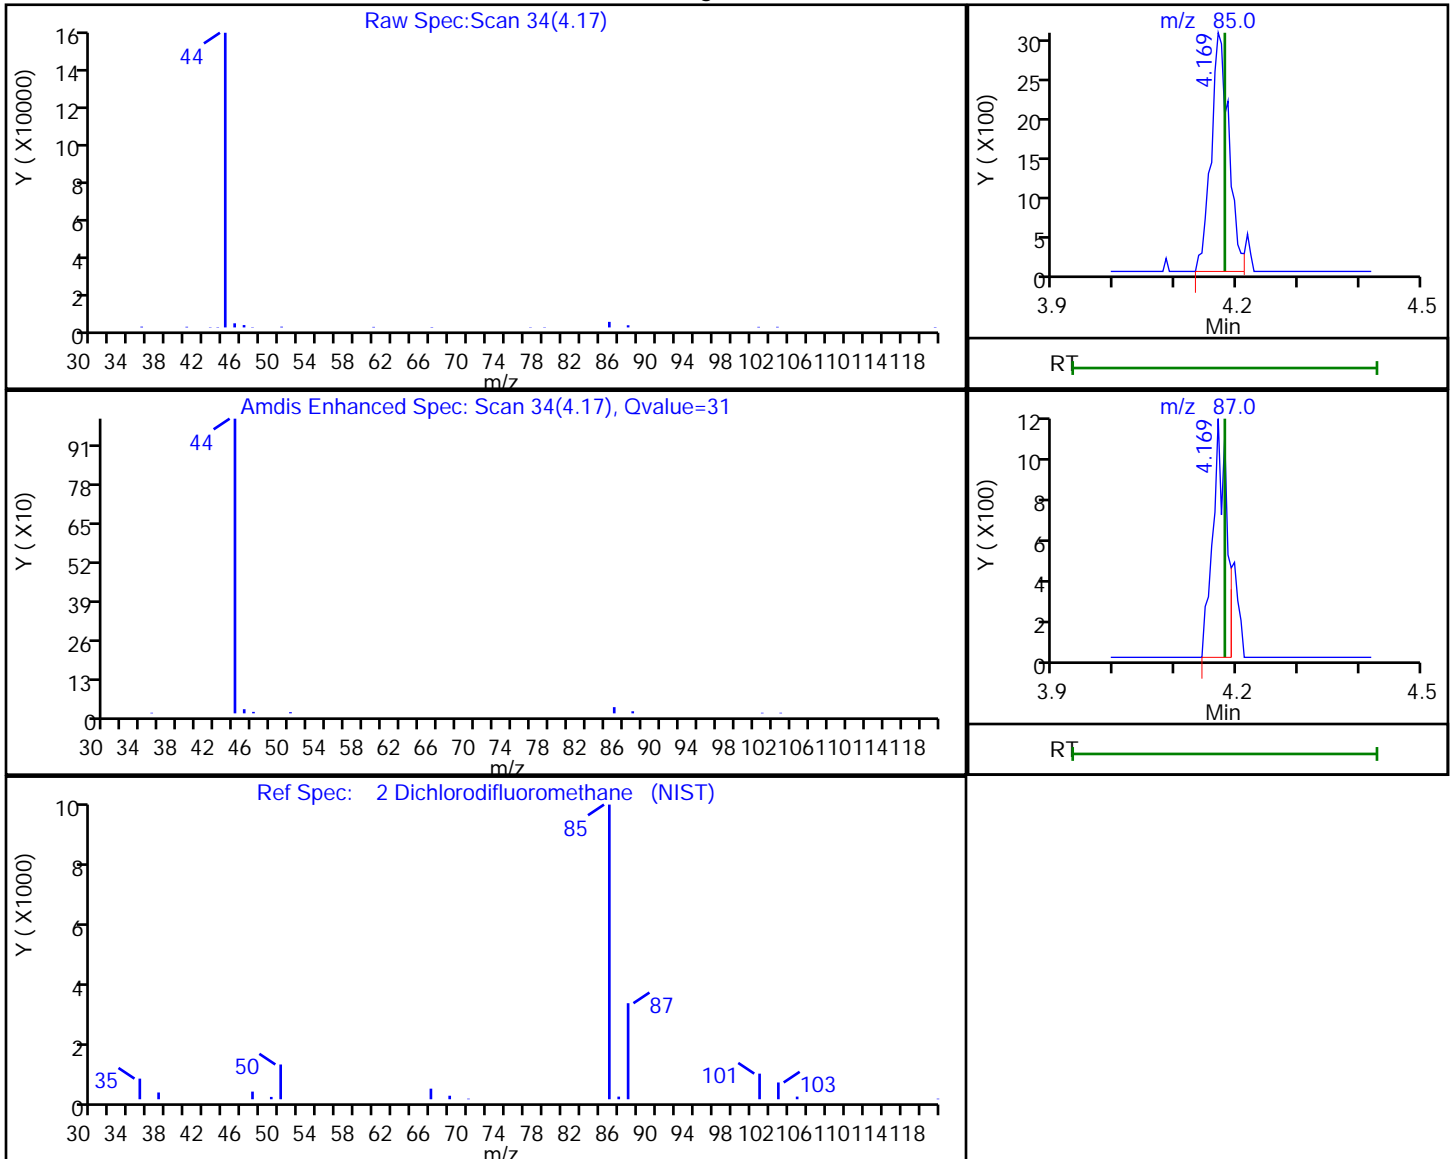 Raw Spec:Scan 34(4.17)
16
14
12
10
8
6
4
2
0
Y ( X10000)
44
30 34 38 42 46 50 54 58 62 66 70 74 78 82 86 90 94 98 102106110114118
m/z
m/z 85.0
30
25
20
15
10
5
0
Y ( X100)
4.169
3.9 4.2 4.5
Min
RT
Amdis Enhanced Spec: Scan 34(4.17), Qvalue=31
91
78
65
52
39
26
13
0
Y ( X10)
44
30 34 38 42 46 50 54 58 62 66 70 74 78 82 86 90 94 98 102106110114118
m/z
m/z 87.0
12
10
8
6
4
2
0
Y ( X100)
4.169
3.9 4.2 4.5
Min
RT
Ref Spec: 2 Dichlorodifluoromethane (NIST)
10
8
6
4
2
0
Y ( X1000)
85
87
35
50
101
103
30 34 38 42 46 50 54 58 62 66 70 74 78 82 86 90 94 98 102106110114118
m/z